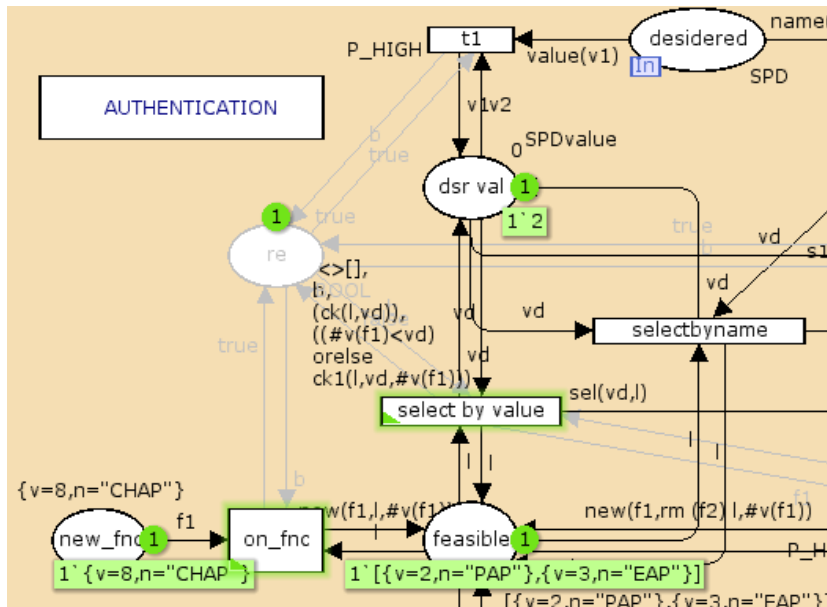 t1
desidered
name(
P_HIGH
value(v1)
In
SPD
AUTHENTICATION
v1v2
b
true
0
SPDvalue
dsr val
1
1`2
1
true
true
b
re
vd
<>[],
b,
(ck(l,vd)),
((#v(f1)<vd)
orelse
ck1(l,vd,#v(f1)))
vd
vd
vd
vd
selectbyname
true
vd
sel(vd,l)
select by value
l
l
l
l
{v=8,n="CHAP"}
b
f1
new(f1,l,#v(f1))
new(f1,rm (f2) l,#v(f1))
f1
new_fnc
1
on_fnc
l
feasible
1
P_H
1`{v=8,n="CHAP"}
1`[{v=2,n="PAP"},{v=3,n="EAP"}]
[{v=2,n="PAP"},{v=3,n="EAP"}]